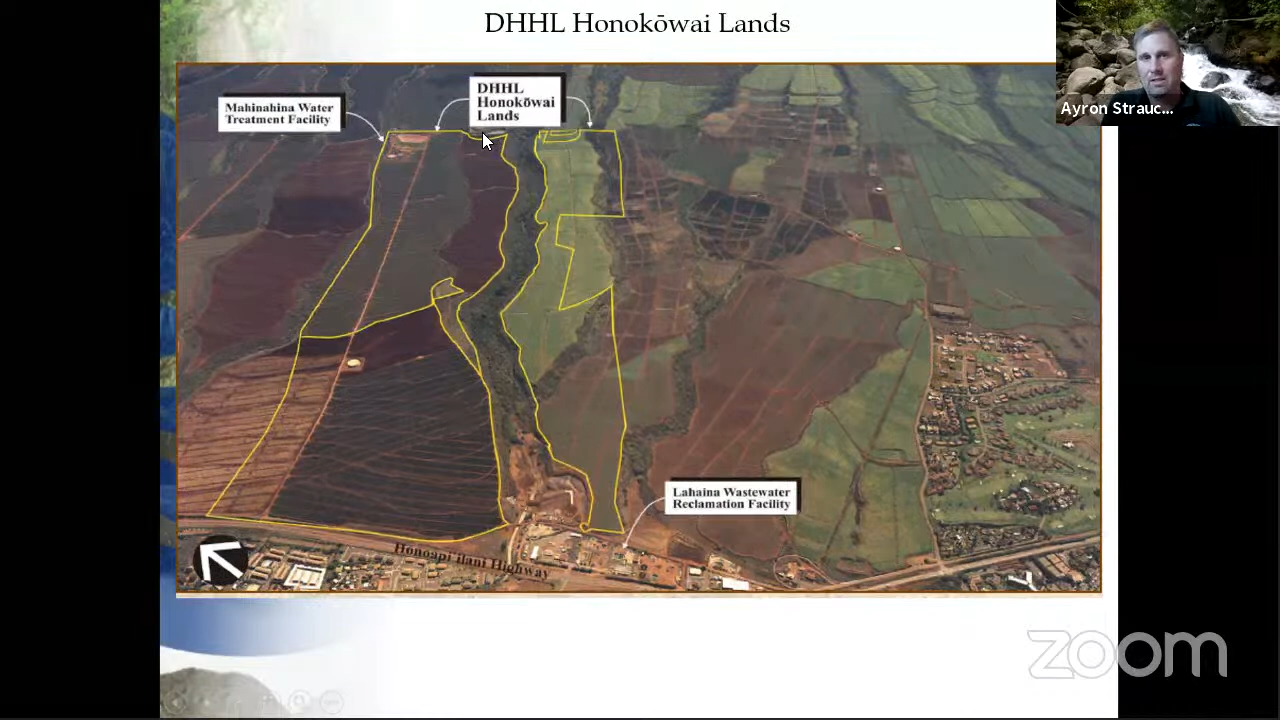 DHHL Honokōwai Lands
Ayron Strauc...
Mahinahina Water
Treatment Facility
DHHL
Honokōwai
Lands
Lahaina Wastewater
Reclamation Facility
Honoapiʻilani Highway
zoom